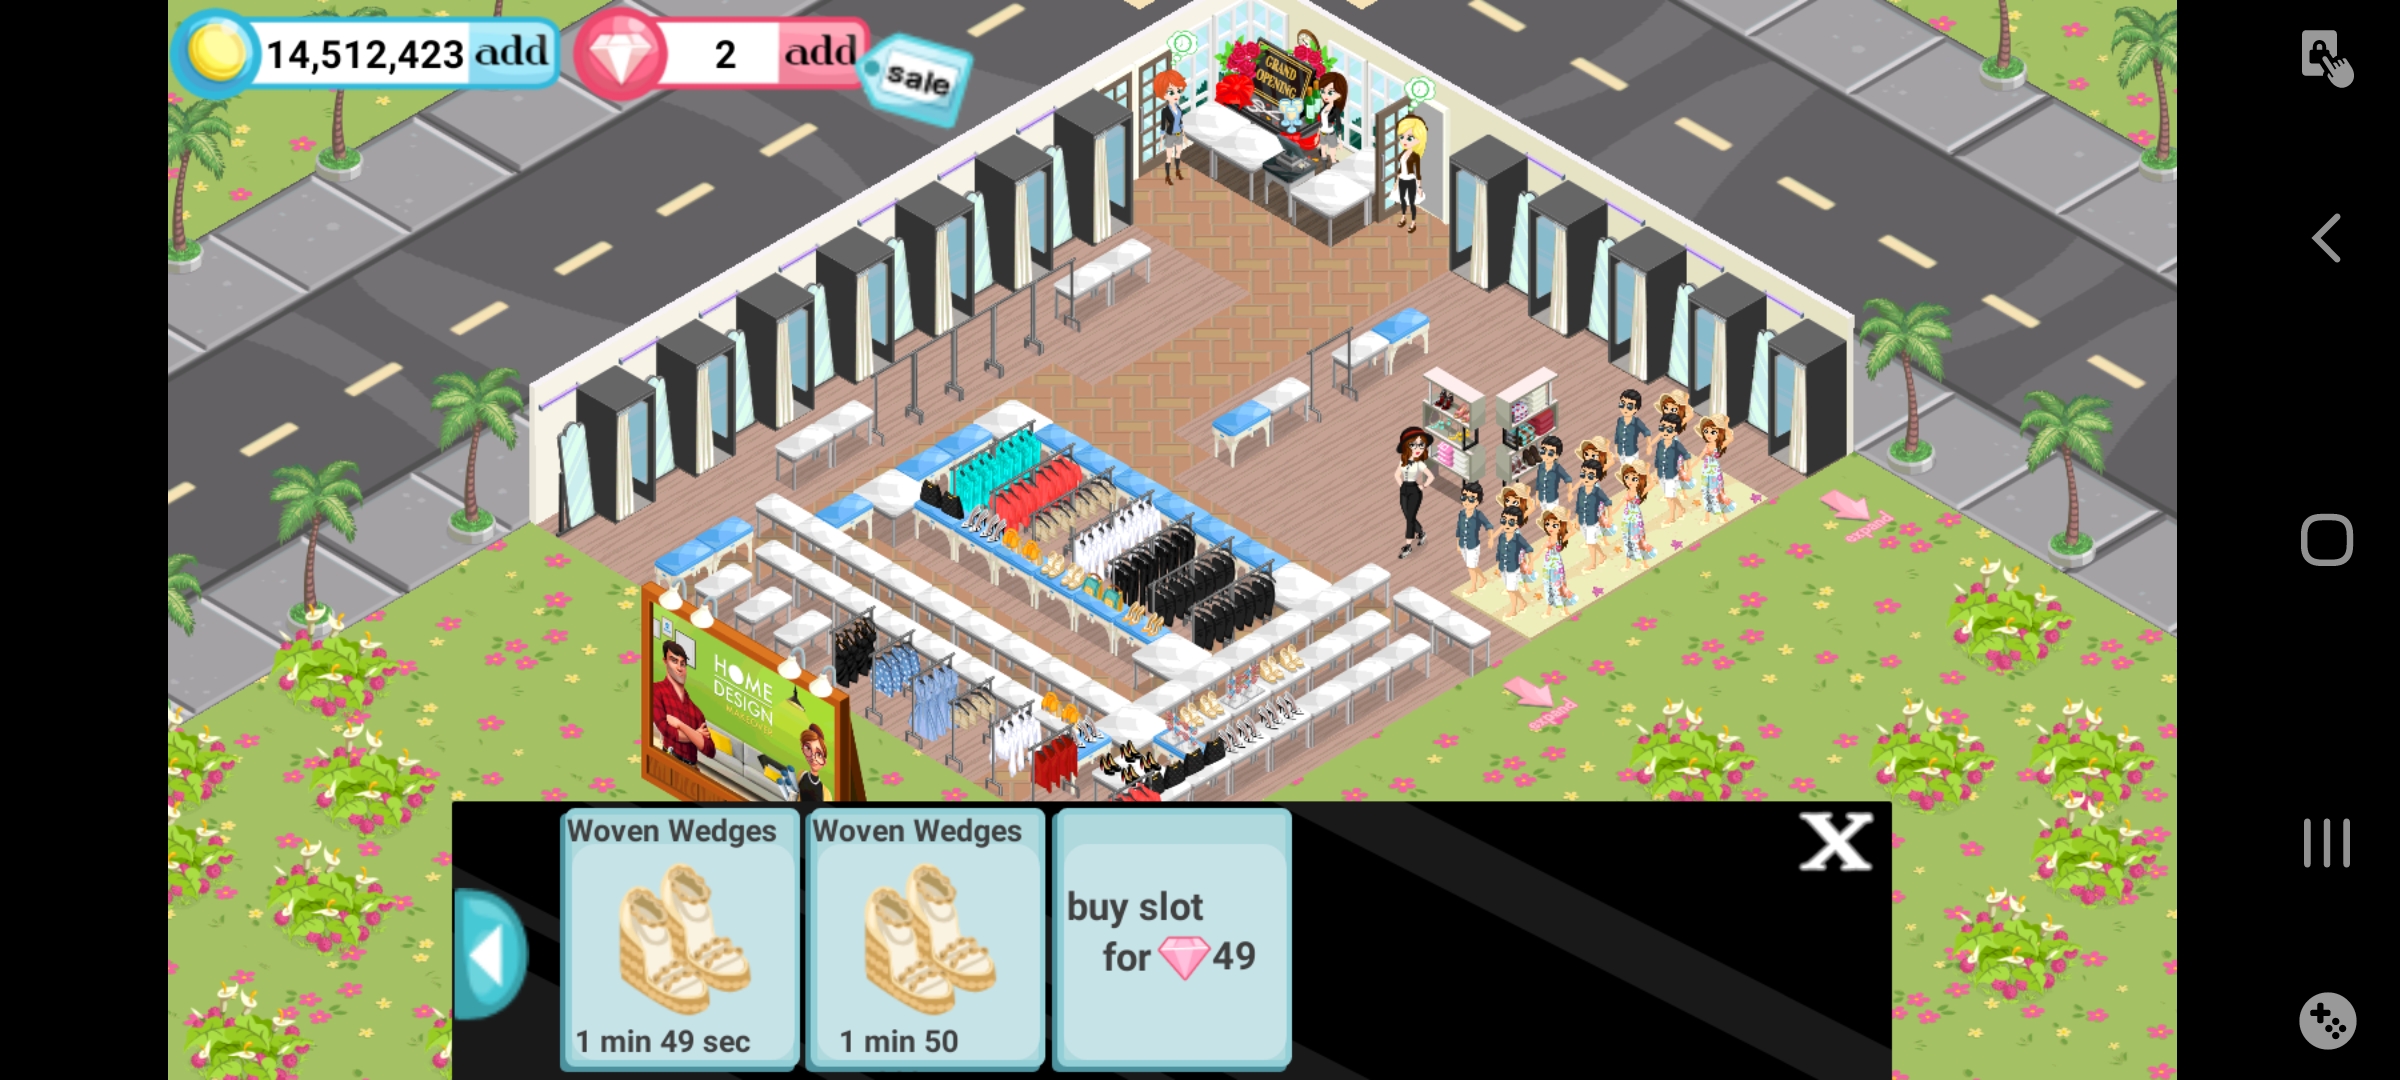 14,512,423 add
2 add
sale
GRAND
OPENING
expand
expand
HOME
DESIGN
MAKEOVER
X
Woven Wedges
1 min 49 sec
Woven Wedges
1 min 50
buy slot
for 49